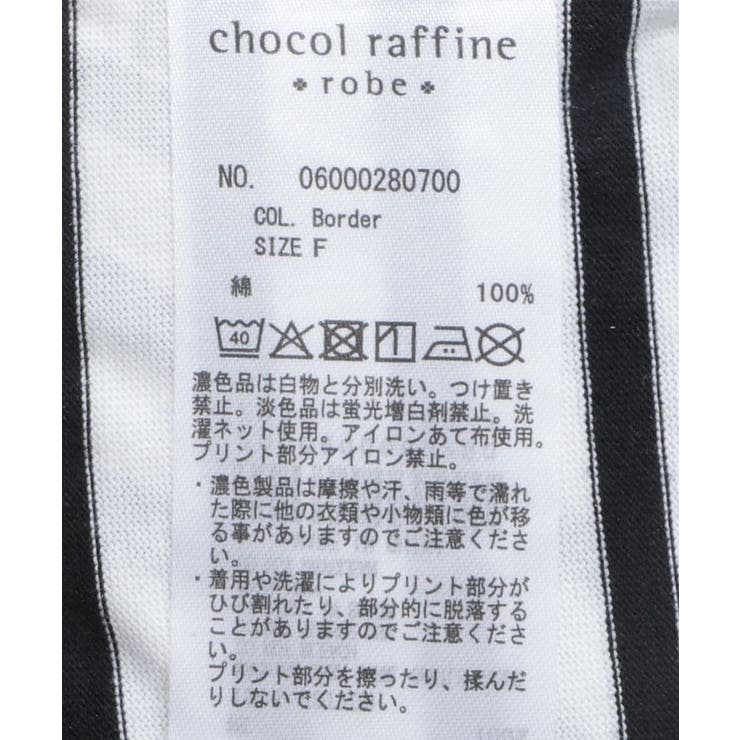 chocol raffine
robe
NO. 06000280700
COL. Border
SIZE F
綿 100%
40
濃色品は白物と分別洗い。つけ置き
禁止。淡色品は蛍光増白剤禁止。洗
濯ネット使用。アイロンあて布使用。
プリント部分アイロン禁止。
・濃色製品は摩擦や汗、雨等で濡れ
た際に他の衣類や小物類に色が移
る事がありますのでご注意くださ
い。
・着用や洗濯によりプリント部分が
ひび割れたり、部分的に脱落する
ことがありますのでご注意くださ
い。
プリント部分を擦ったり、揉んだ
りしないでください。